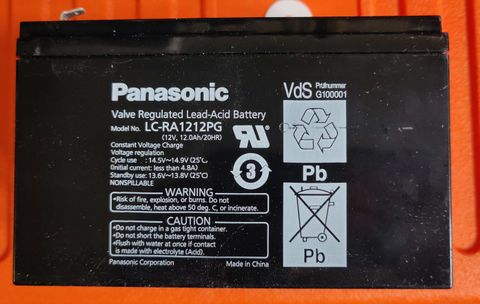 Panasonic
Valve Regulated Lead-Acid Battery
Model No. LC-RA1212PG
(12V, 12.0Ah/20HR)
Constant Voltage Charge
Voltage Regulation
Cycle use : 14.5V~14.9V (25℃)
(Initial current: less than 4.8A)
Standby use: 13.6V~13.8V (25℃)
NONSPILLABLE
WARNING
•Risk of fire, explosion, or burns. Do not
disassemble, heat above 50 deg. C, or incinerate.
CAUTION
•Do not charge in a gas tight container.
•Do not short the battery terminals.
•Flush with water at once if contact
is made with electrolyte (Acid).
Panasonic Corporation
Made in China
VdS Prüfnummer
G100001
RU
3
Pb
Pb